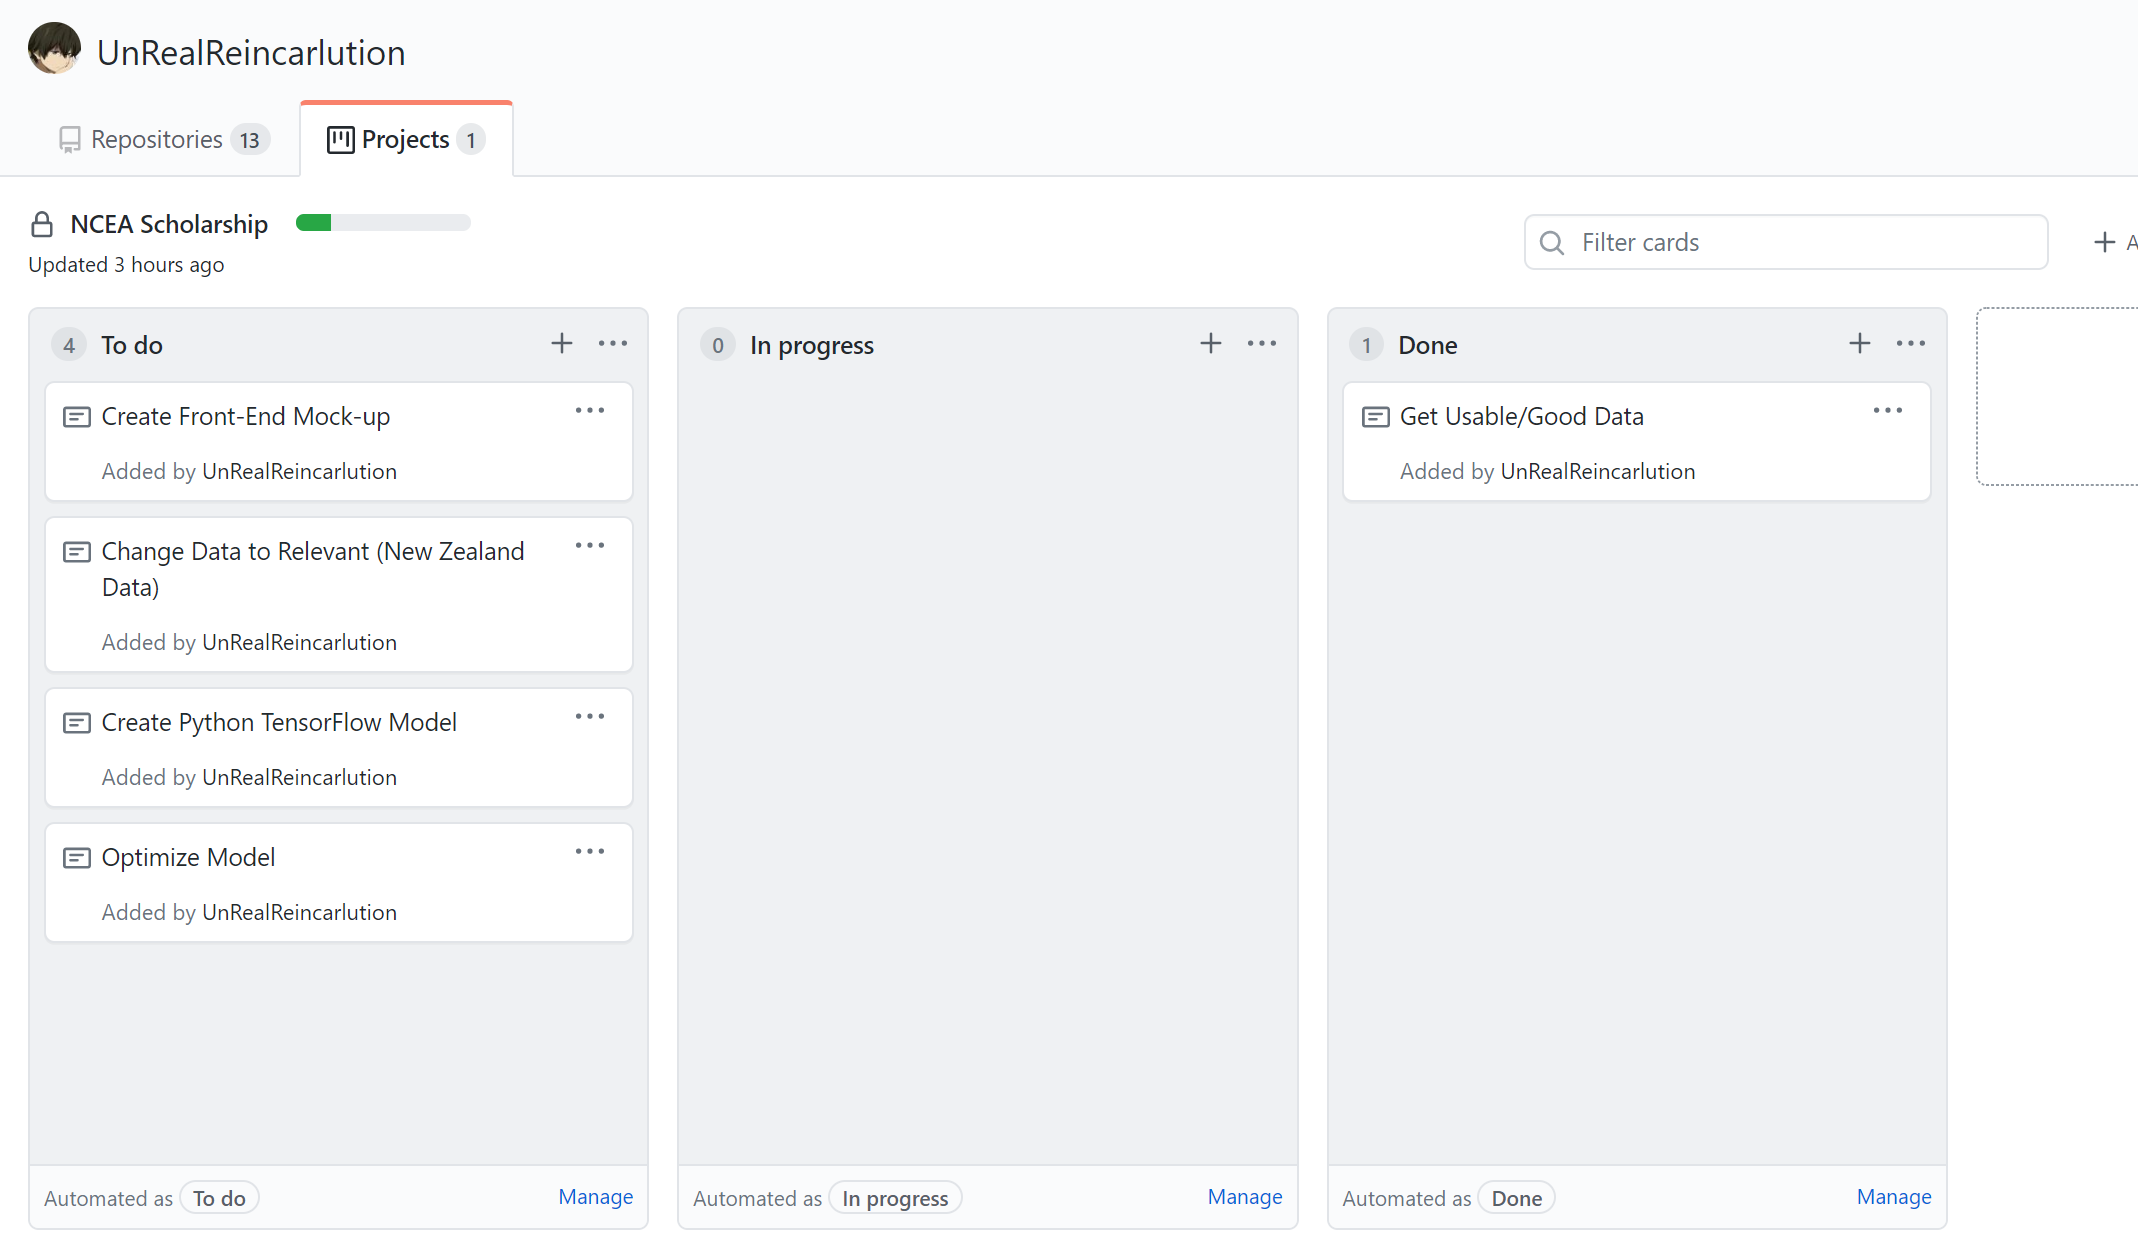 UnRealReincarlution
Repositories 13
Projects 1
NCEA Scholarship
Updated 3 hours ago
Filter cards
+ A
4 To do
Create Front-End Mock-up
Added by UnRealReincarlution
Change Data to Relevant (New Zealand
Data)
Added by UnRealReincarlution
Create Python TensorFlow Model
Added by UnRealReincarlution
Optimize Model
Added by UnRealReincarlution
Automated as To do
Manage
0 In progress
Automated as In progress
Manage
1 Done
Get Usable/Good Data
Added by UnRealReincarlution
Automated as Done
Manage